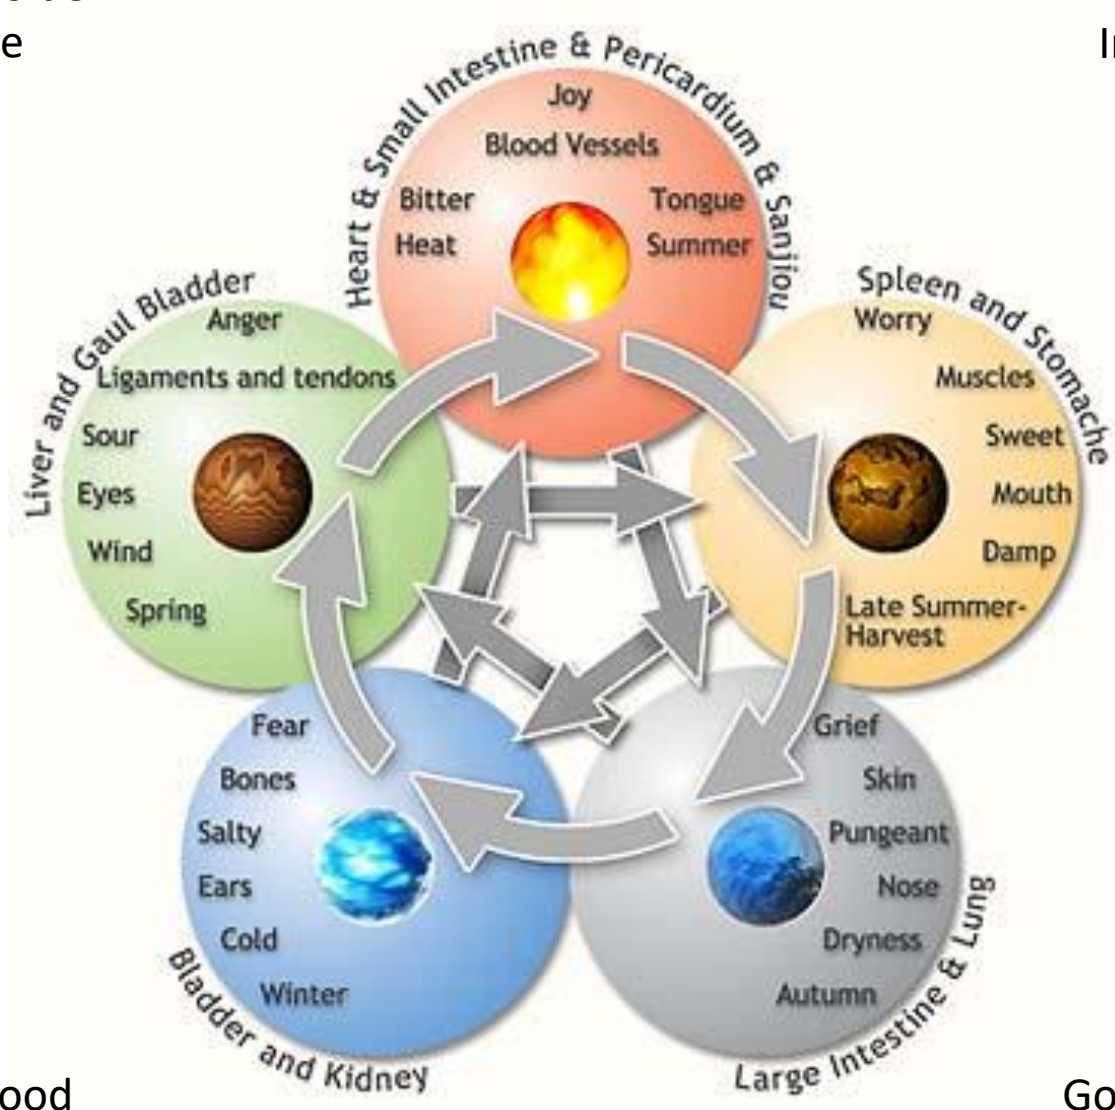 Heart & Small Intestine & Pericardium & Sanjiou
Joy
Blood Vessels
Bitter
Tongue
Heat
Summer
Liver and Gaul Bladder
Anger
Ligaments and tendons
Sour
Eyes
Wind
Spring
Spleen and Stomache
Worry
Muscles
Sweet
Mouth
Damp
Late Summer-
Harvest
Fear
Bones
Salty
Ears
Cold
Winter
Bladder and Kidney
Grief
Skin
Pungeant
Nose
Dryness
Autumn
Large Intestine & Lung
ood
Go